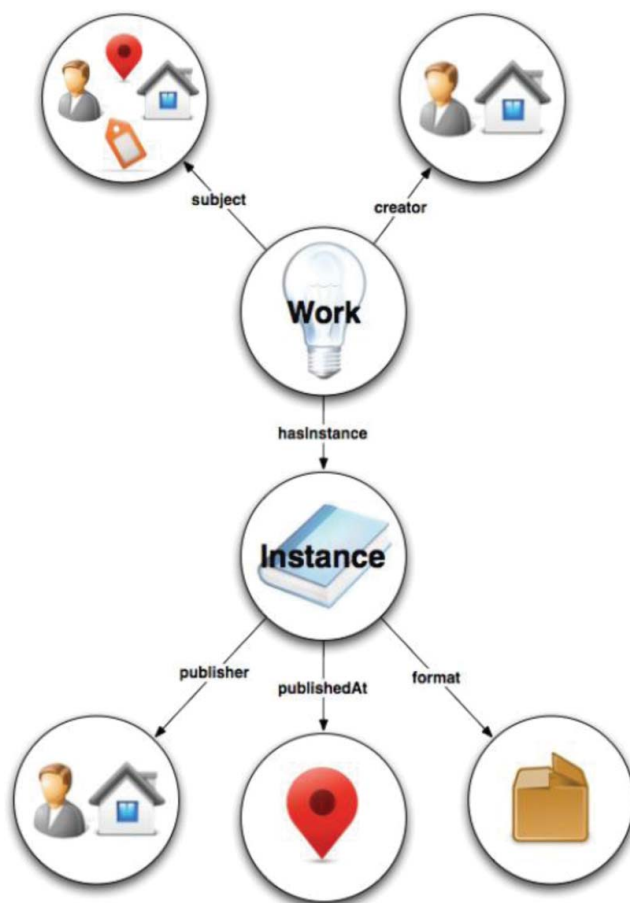 subject
creator
Work
hasInstance
Instance
publisher
publishedAt
format